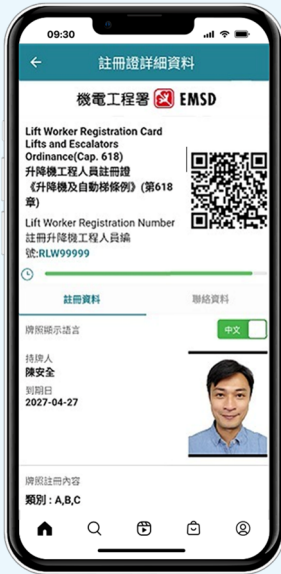 09:30
註冊證詳細資料
機電工程署 EMSD
Lift Worker Registration Card
Lifts and Escalators
Ordinance(Cap. 618)
升降機工程人員註冊證
《升降機及自動梯條例》(第618
章)
Lift Worker Registration Number
註冊升降機工程人員編
號:RLW99999
註冊資料
聯絡資料
牌照顯示語言
中文
持牌人
陳安全
到期日
2027-04-27
牌照註冊內容
類別 : A,B,C